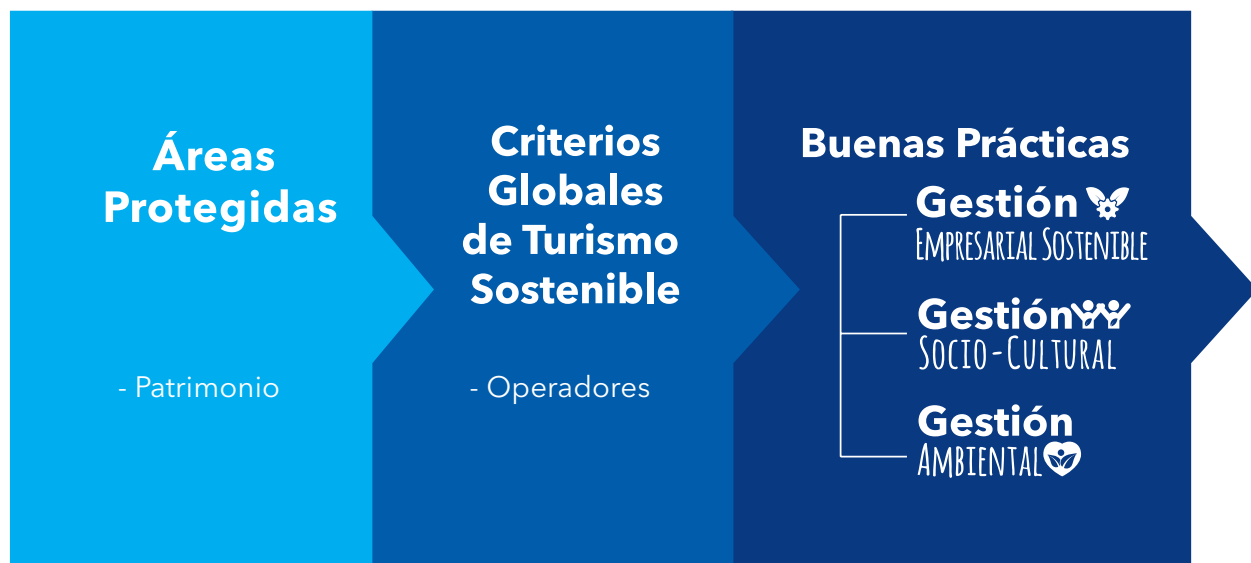 Áreas
Protegidas
- Patrimonio
Criterios
Globales
de Turismo
Sostenible
- Operadores
Buenas Prácticas
Gestión
EMPRESARIAL SOSTENIBLE
Gestión
SOCIO-CULTURAL
Gestión
AMBIENTAL